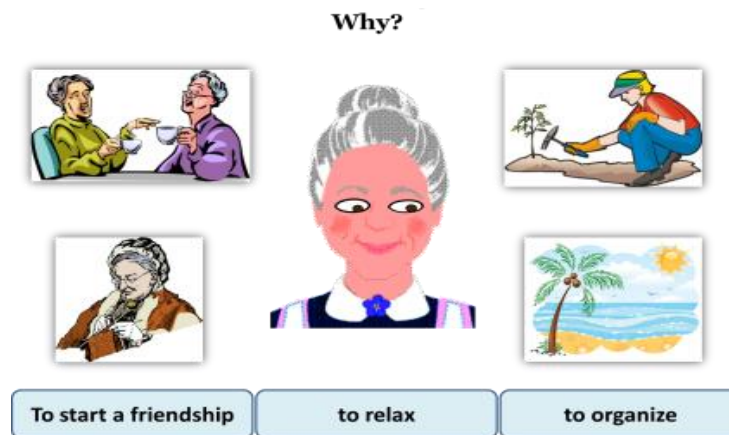 Why?
To start a friendship
to relax
to organize